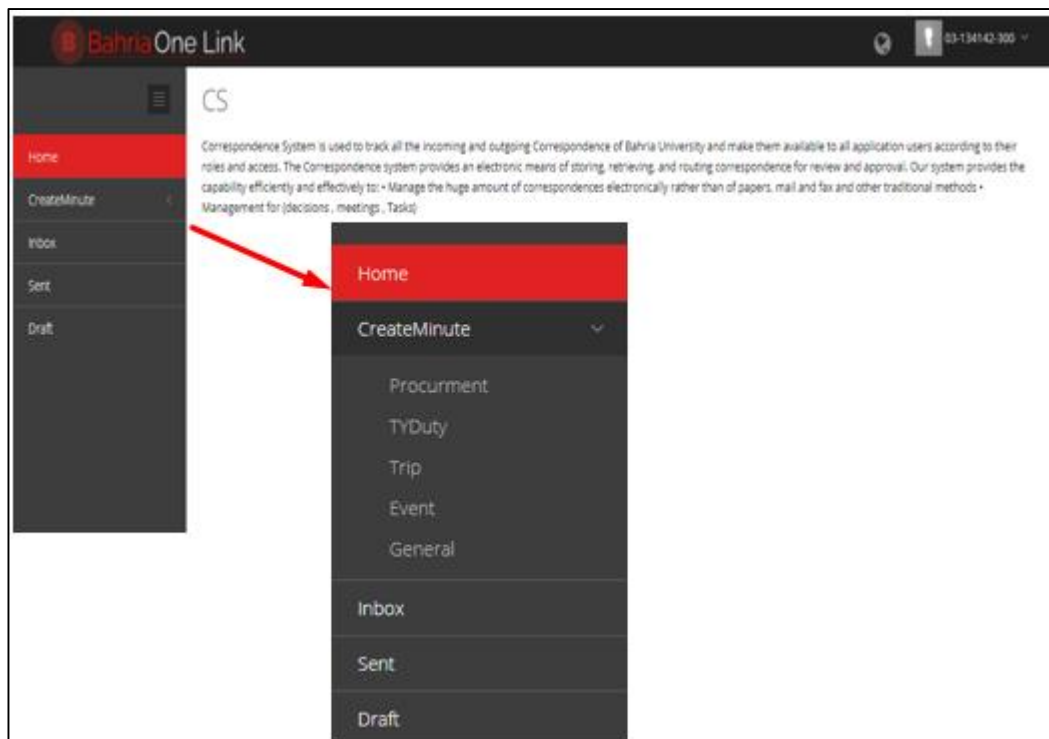 B Bahria One Link
03-134142-300
CS
Correspondence System is used to track all the incoming and outgoing Correspondence of Bahria University and make them available to all application users according to their
roles and access. The Correspondence system provides an electronic means of storing, retrieving, and routing correspondence for review and approval. Our system provides the
capability efficiently and effectively to: • Manage the huge amount of correspondences electronically rather than of papers, mail and fax and other traditional methods •
Management for (decisions , meetings , Tasks)
Home
CreateMinute
Inbox
Sent
Draft
Home
CreateMinute
Procurment
TYDuty
Trip
Event
General
Inbox
Sent
Draft